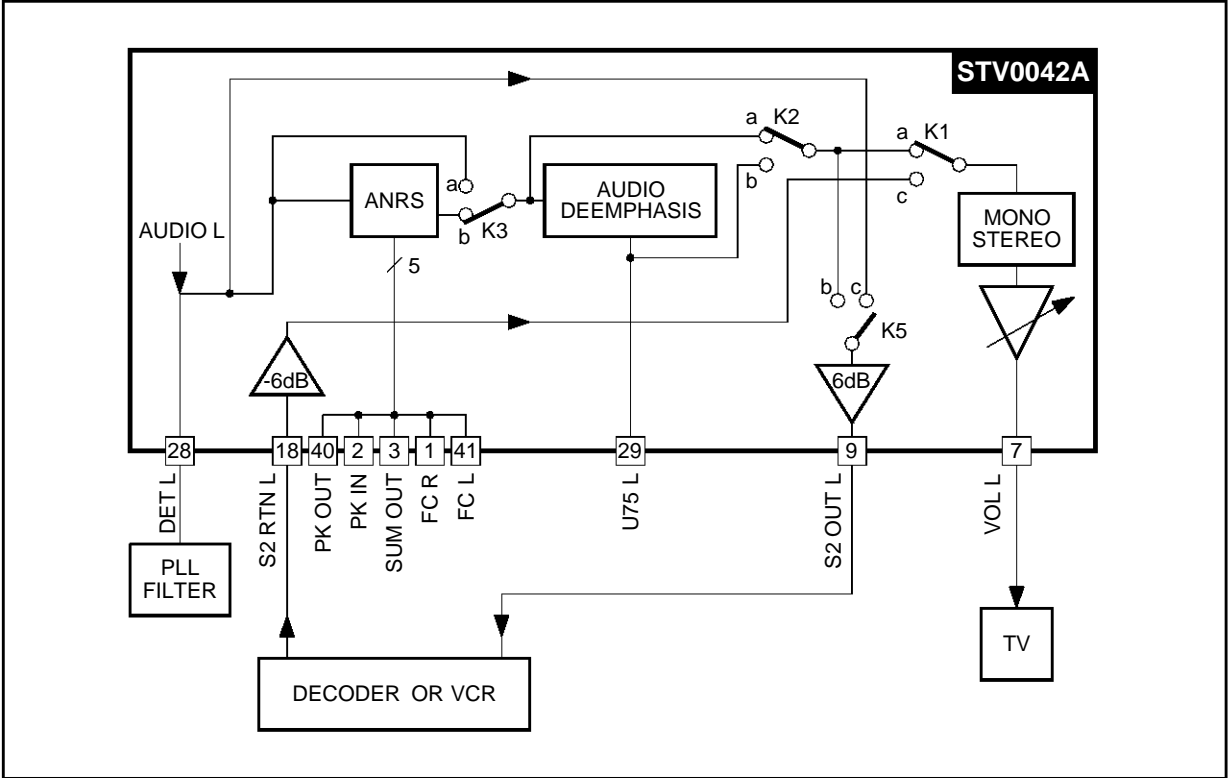 STV0042A
a K2
a K1
b
c
ANRS
a
b
K3
AUDIO
DEEMPHASIS
MONO
STEREO
AUDIO L
5
b
c
K5
-6dB
6dB
28
18
40
2
3
1
41
29
9
7
DET L
S2 RTN L
PK OUT
PK IN
SUM OUT
FC R
FC L
U75 L
S2 OUT L
VOL L
PLL
FILTER
TV
DECODER OR VCR